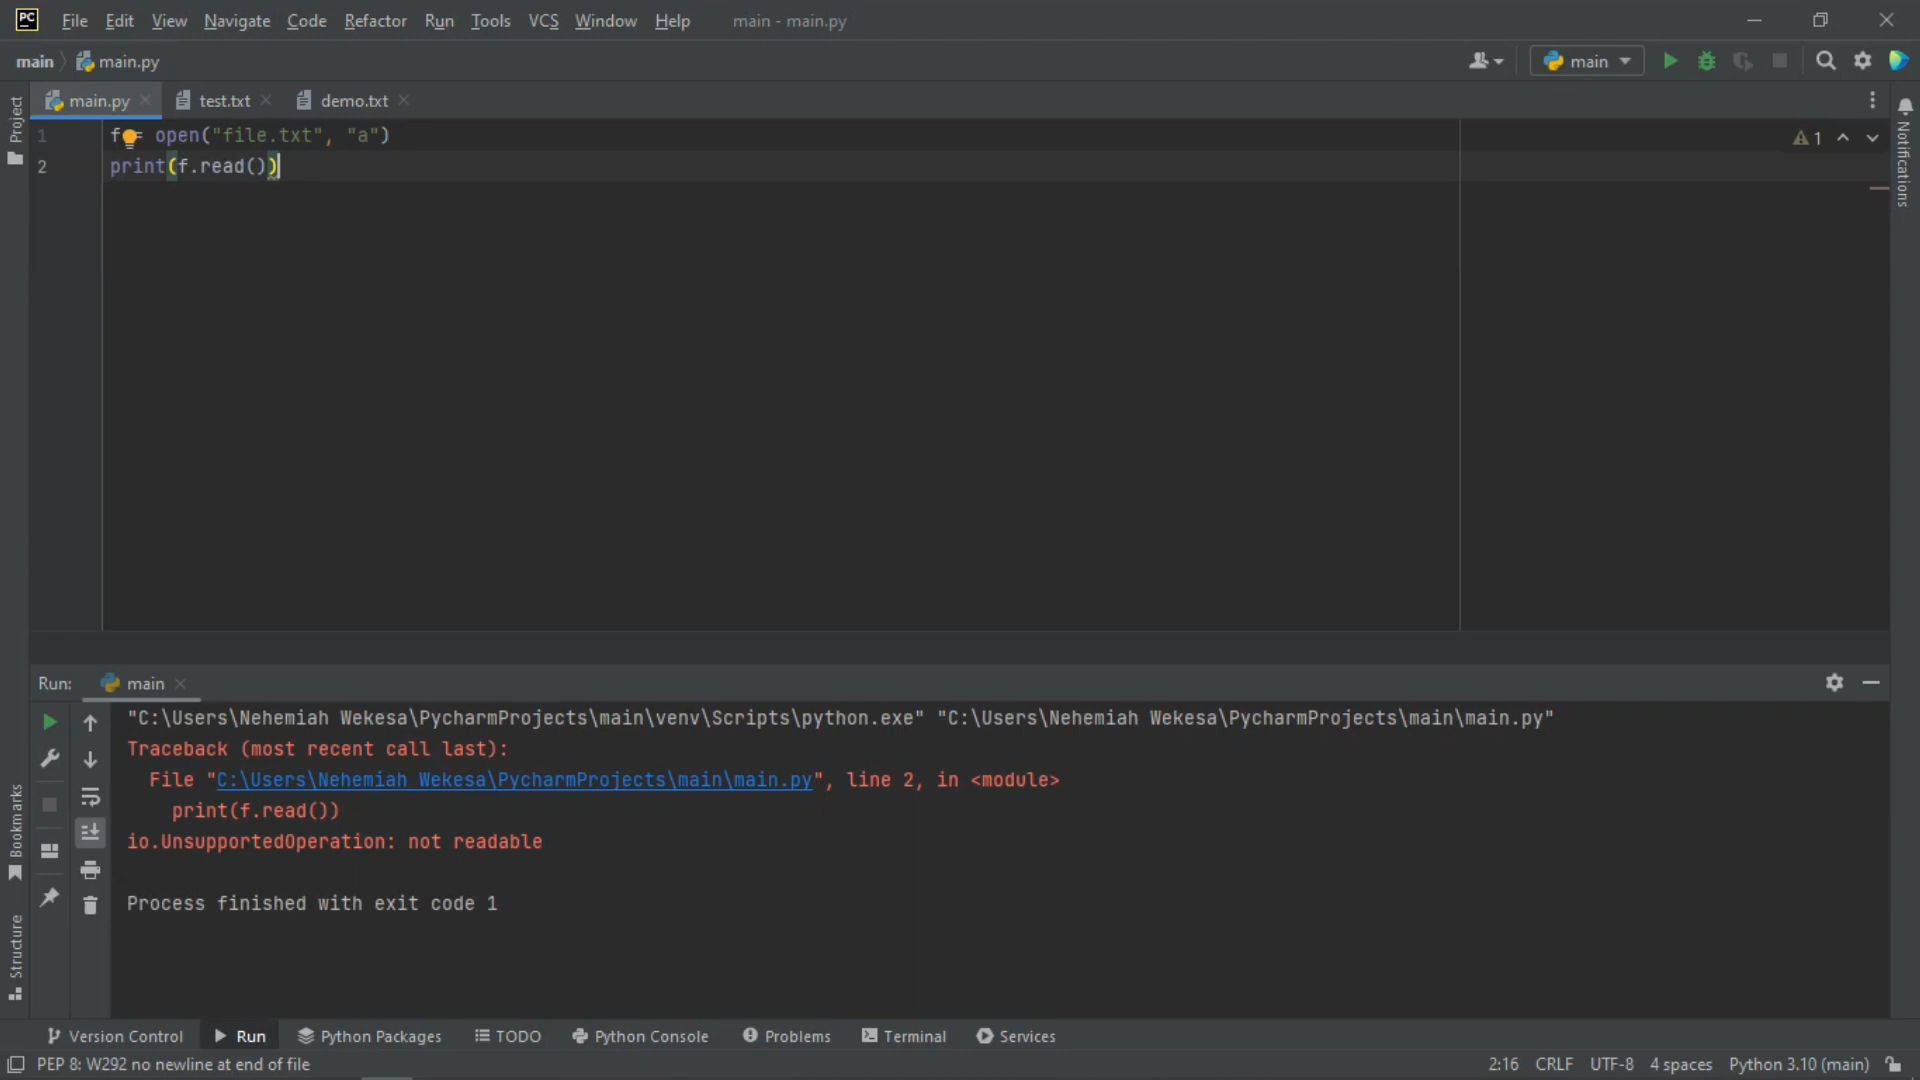 PC File Edit View Navigate Code Refactor Run Tools VCS Window Help main - main.py
main main.py main
main.py test.txt demo.txt
Project
Notifications
1 f = open("file.txt", "a")
1
2 print(f.read())
Run: main
"C:\Users\Nehemiah Wekesa\PycharmProjects\main\venv\Scripts\python.exe" "C:\Users\Nehemiah Wekesa\PycharmProjects\main\main.py"
Traceback (most recent call last):
File "C:\Users\Nehemiah Wekesa\PycharmProjects\main\main.py", line 2, in <module>
print(f.read())
io.UnsupportedOperation: not readable
Process finished with exit code 1
Bookmarks
Structure
Version Control Run Python Packages TODO Python Console Problems Terminal Services
PEP 8: W292 no newline at end of file 2:16 CRLF UTF-8 4 spaces Python 3.10 (main)